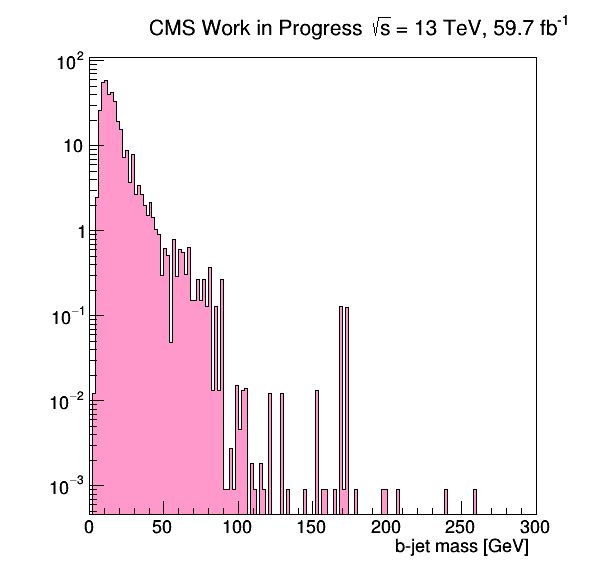 CMS Work in Progress √s = 13 TeV, 59.7 fb⁻¹
10²
10
1
10⁻¹
10⁻²
10⁻³
0 50 100 150 200 250 300
b-jet mass [GeV]